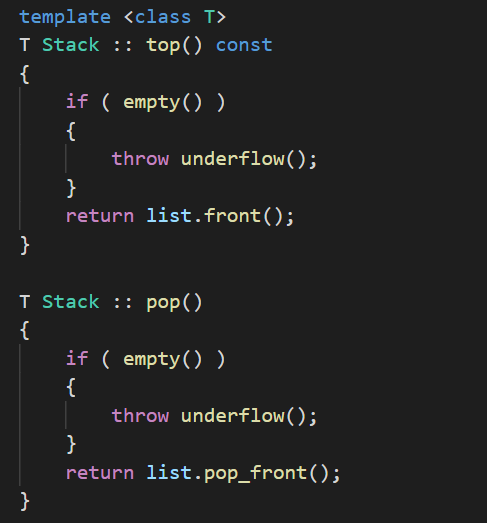 template <class T>
T Stack :: top() const
{
    if ( empty() )
    {
        throw underflow();
    }
    return list.front();
}

T Stack :: pop()
{
    if ( empty() )
    {
        throw underflow();
    }
    return list.pop_front();
}